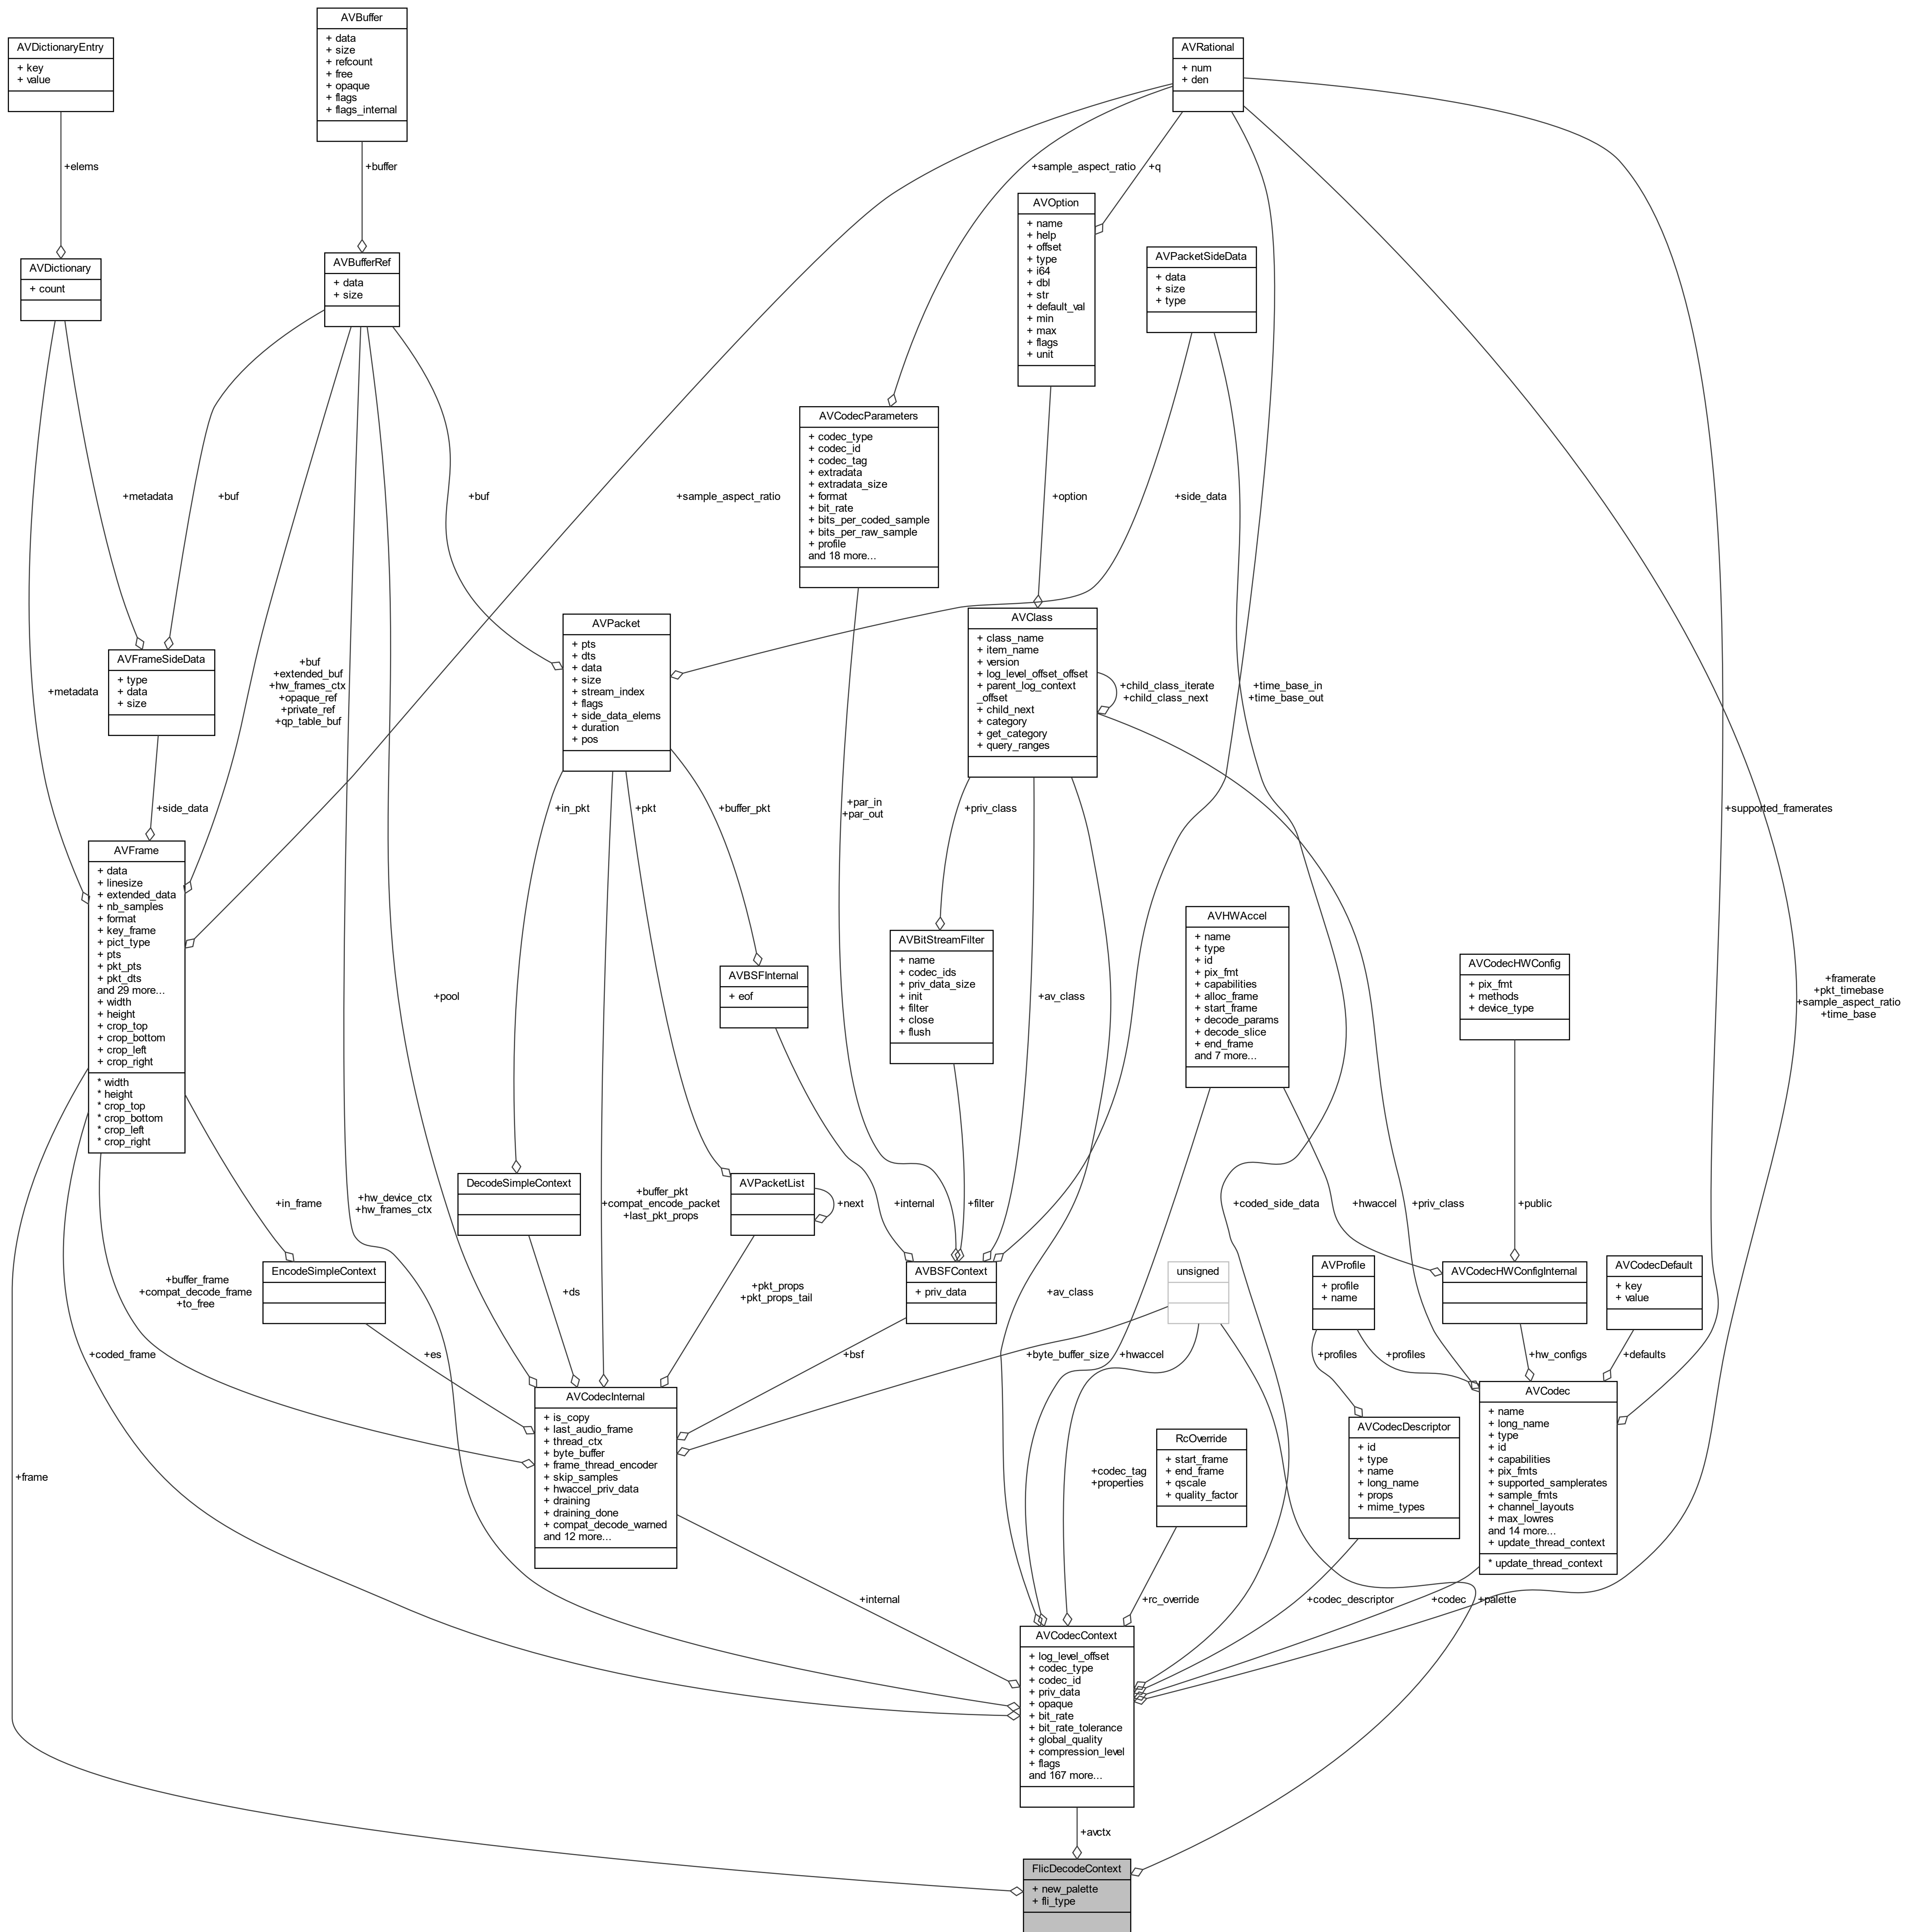 AVBuffer
+ data
+ size
+ refcount
+ free
+ opaque
+ flags
+ flags_internal
AVDictionaryEntry
+ key
+ value
AVRational
+ num
+ den
+elems
+buffer
+sample_aspect_ratio
+q
AVOption
+ name
+ help
+ offset
+ type
+ i64
+ dbl
+ str
+ default_val
+ min
+ max
+ flags
+ unit
AVPacketSideData
+ data
+ size
+ type
AVDictionary
+ count
AVBufferRef
+ data
+ size
AVCodecParameters
+ codec_type
+ codec_id
+ codec_tag
+ extradata
+ extradata_size
+ format
+ bit_rate
+ bits_per_coded_sample
+ bits_per_raw_sample
+ profile
and 18 more...
+metadata
+buf
+buf
+sample_aspect_ratio
+option
+side_data
AVPacket
+ pts
+ dts
+ data
+ size
+ stream_index
+ flags
+ side_data_elems
+ duration
+ pos
AVClass
+ class_name
+ item_name
+ version
+ log_level_offset_offset
+ parent_log_context
_offset
+ child_next
+ category
+ get_category
+ query_ranges
AVFrameSideData
+ type
+ data
+ size
+metadata
+buf
+extended_buf
+hw_frames_ctx
+opaque_ref
+private_ref
+qp_table_buf
+child_class_iterate
+child_class_next
+time_base_in
+time_base_out
+side_data
+in_pkt
+pkt
+buffer_pkt
+par_in
+par_out
+priv_class
+supported_framerates
AVFrame
+ data
+ linesize
+ extended_data
+ nb_samples
+ format
+ key_frame
+ pict_type
+ pts
+ pkt_pts
+ pkt_dts
and 29 more...
+ width
+ height
+ crop_top
+ crop_bottom
+ crop_left
+ crop_right
* width
* height
* crop_top
* crop_bottom
* crop_left
* crop_right
+pool
AVBSFInternal
+ eof
AVBitStreamFilter
+ name
+ codec_ids
+ priv_data_size
+ init
+ filter
+ close
+ flush
+av_class
AVHWAccel
+ name
+ type
+ id
+ pix_fmt
+ capabilities
+ alloc_frame
+ start_frame
+ decode_params
+ decode_slice
+ end_frame
and 7 more...
AVCodecHWConfig
+ pix_fmt
+ methods
+ device_type
+framerate
+pkt_timebase
+sample_aspect_ratio
+time_base
+in_frame
+hw_device_ctx
+hw_frames_ctx
DecodeSimpleContext
+buffer_pkt
+compat_encode_packet
+last_pkt_props
AVPacketList
+next
+internal
+filter
+coded_side_data
+hwaccel
+priv_class
+public
+buffer_frame
+compat_decode_frame
+to_free
EncodeSimpleContext
+ds
+pkt_props
+pkt_props_tail
AVBSFContext
+ priv_data
+av_class
unsigned
AVProfile
+ profile
+ name
AVCodecHWConfigInternal
AVCodecDefault
+ key
+ value
+coded_frame
+es
+bsf
+byte_buffer_size
+hwaccel
+profiles
+profiles
+hw_configs
+defaults
AVCodecInternal
+ is_copy
+ last_audio_frame
+ thread_ctx
+ byte_buffer
+ frame_thread_encoder
+ skip_samples
+ hwaccel_priv_data
+ draining
+ draining_done
+ compat_decode_warned
and 12 more...
AVCodec
+ name
+ long_name
+ type
+ id
+ capabilities
+ pix_fmts
+ supported_samplerates
+ sample_fmts
+ channel_layouts
+ max_lowres
and 14 more...
+ update_thread_context
* update_thread_context
+frame
+codec_tag
+properties
RcOverride
+ start_frame
+ end_frame
+ qscale
+ quality_factor
AVCodecDescriptor
+ id
+ type
+ name
+ long_name
+ props
+ mime_types
+internal
+rc_override
+codec_descriptor
+codec
+palette
AVCodecContext
+ log_level_offset
+ codec_type
+ codec_id
+ priv_data
+ opaque
+ bit_rate
+ bit_rate_tolerance
+ global_quality
+ compression_level
+ flags
and 167 more...
+avctx
FlicDecodeContext
+ new_palette
+ fli_type